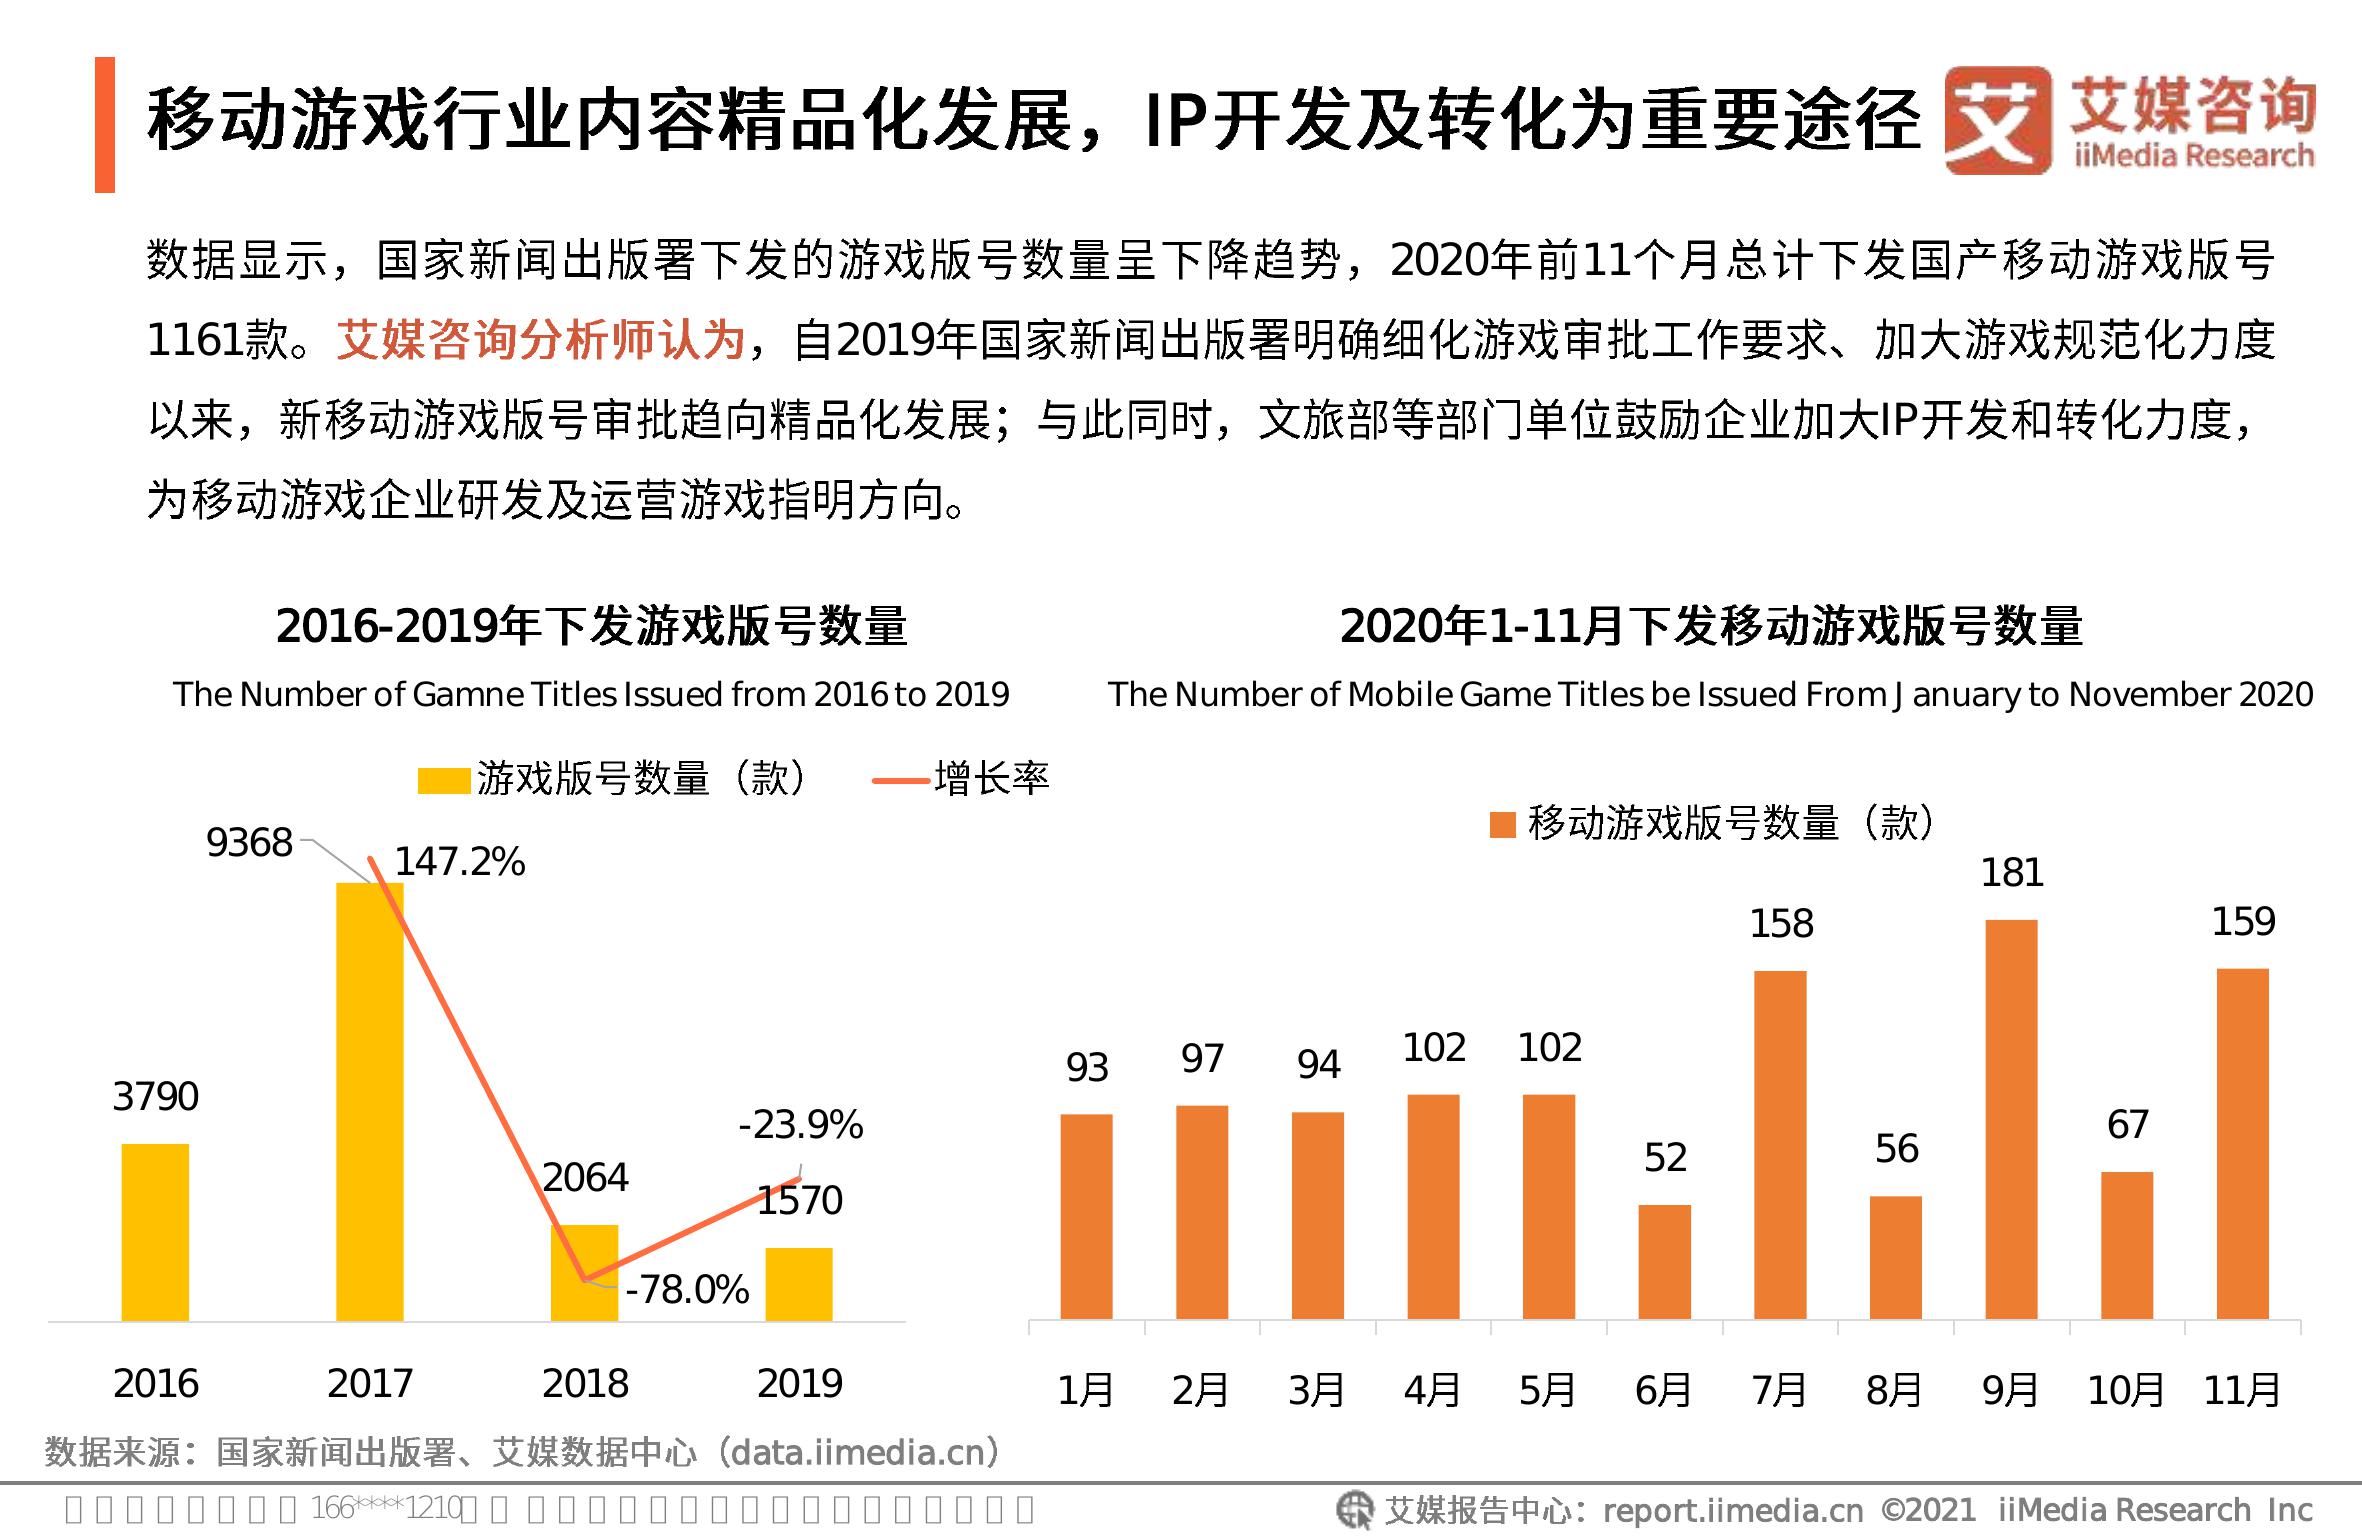 移动游戏行业内容精品化发展，IP开发及转化为重要途径
艾 艾媒咨询
iiMedia Research
数据显示，国家新闻出版署下发的游戏版号数量呈下降趋势，2020年前11个月总计下发国产移动游戏版号
1161款。艾媒咨询分析师认为，自2019年国家新闻出版署明确细化游戏审批工作要求、加大游戏规范化力度
以来，新移动游戏版号审批趋向精品化发展；与此同时，文旅部等部门单位鼓励企业加大IP开发和转化力度，
为移动游戏企业研发及运营游戏指明方向。
2016-2019年下发游戏版号数量
The Number of Gamne Titles Issued from 2016 to 2019
游戏版号数量（款） 增长率
9368
147.2%
3790
2064
-23.9%
1570
-78.0%
2016 2017 2018 2019
2020年1-11月下发移动游戏版号数量
The Number of Mobile Game Titles be Issued From January to November 2020
移动游戏版号数量（款）
93 97 94 102 102 52 158 56 181 67 159
1月 2月 3月 4月 5月 6月 7月 8月 9月 10月 11月
数据来源：国家新闻出版署、艾媒数据中心（data.iimedia.cn）
166****1210
艾媒报告中心：report.iimedia.cn ©2021 iiMedia Research Inc